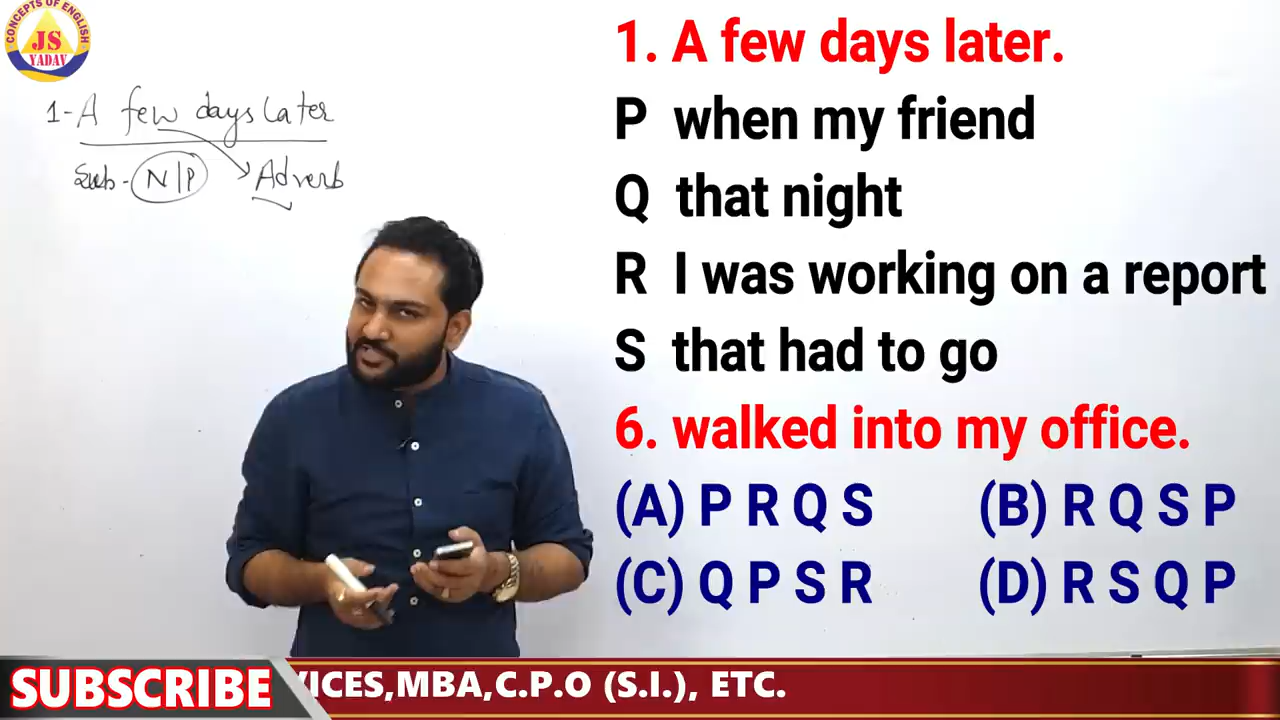 CONCEPTS OF ENGLISH
JS
YADAV
1-A few days later
Sub- N/P Adverb
1. A few days later.
P when my friend
Q that night
R I was working on a report
S that had to go
6. walked into my office.
(A) P R Q S (B) R Q S P
(C) Q P S R (D) R S Q P
SUBSCRIBE VICES,MBA,C.P.O (S.I.), ETC.